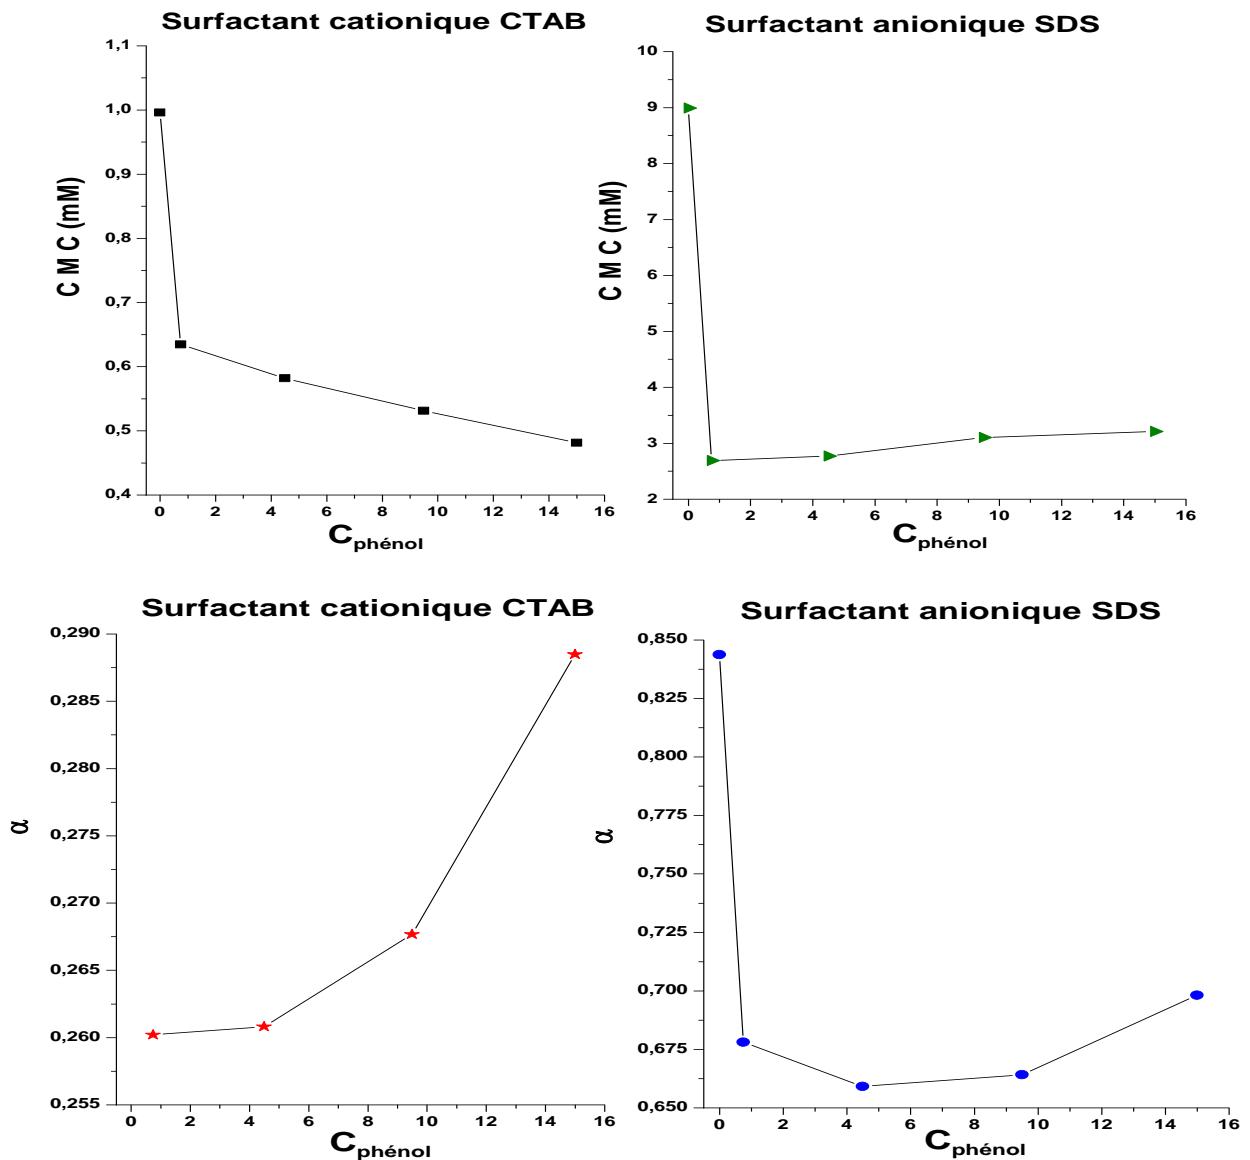 Surfactant cationique CTAB
1,1
1,0
0,9
0,8
0,7
0,6
0,5
0,4
C M C (mM)
0 2 4 6 8 10 12 14 16
Cphénol
Surfactant anionique SDS
10
9
8
7
6
5
4
3
2
C M C (mM)
0 2 4 6 8 10 12 14 16
Cphénol
Surfactant cationique CTAB
0,290
0,285
0,280
0,275
0,270
0,265
0,260
0,255
α
0 2 4 6 8 10 12 14 16
Cphénol
Surfactant anionique SDS
0,850
0,825
0,800
0,775
0,750
0,725
0,700
0,675
0,650
α
0 2 4 6 8 10 12 14 16
Cphénol